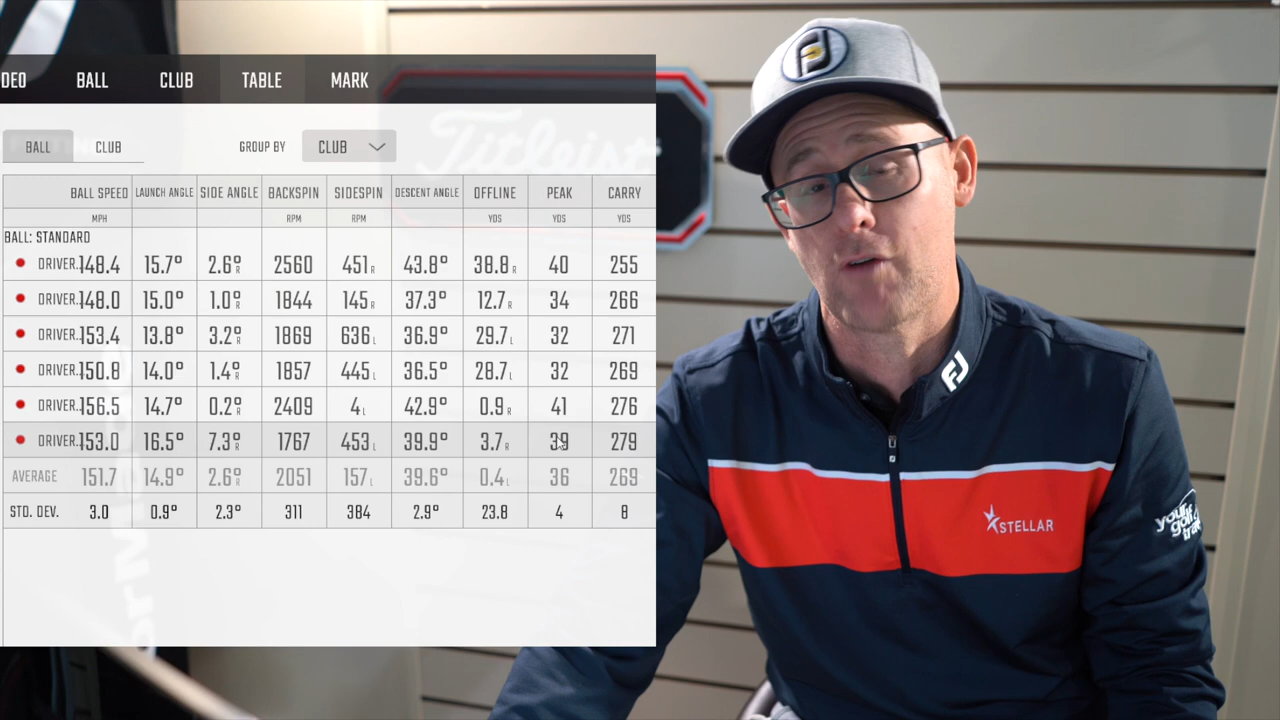 DEO BALL CLUB TABLE MARK
Titleist
BALL CLUB GROUP BY CLUB
BALL SPEED LAUNCH ANGLE SIDE ANGLE BACKSPIN SIDESPIN DESCENT ANGLE OFFLINE PEAK CARRY
MPH RPM RPM YDS YDS YDS
BALL: STANDARD
DRIVER.. 148.4 15.7° 2.6° R 2560 451 R 43.8° 38.8 R 40 255
DRIVER.. 148.0 15.0° 1.0° R 1844 145 R 37.3° 12.7 R 34 266
DRIVER.. 153.4 13.8° 3.2° R 1869 636 L 36.9° 29.7 L 32 271
DRIVER.. 150.8 14.0° 1.4° R 1857 445 L 36.5° 28.7 L 32 269
DRIVER.. 156.5 14.7° 0.2° R 2409 4 L 42.9° 0.9 R 41 276
DRIVER.. 153.0 16.5° 7.3° R 1767 453 L 39.9° 3.7 R 39 279
AVERAGE 151.7 14.9° 2.6° R 2051 157 L 39.6° 0.4 L 36 269
STD. DEV. 3.0 0.9° 2.3° 311 384 2.9° 23.8 4 8
FJ
FJ
STELLAR
your
golf